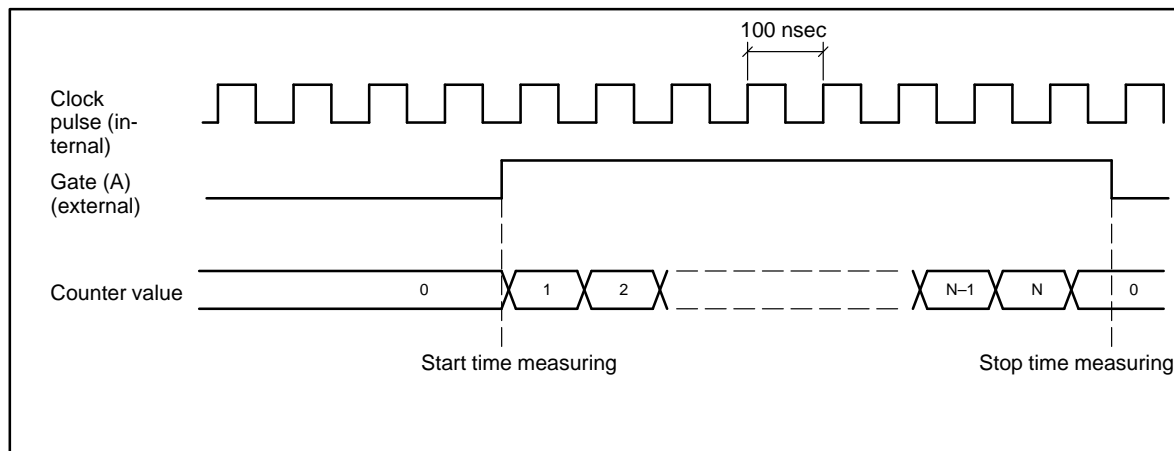 100 nsec
Clock
pulse (in-
ternal)
Gate (A)
(external)
Counter value
0
1
2
N–1
N
0
Start time measuring
Stop time measuring